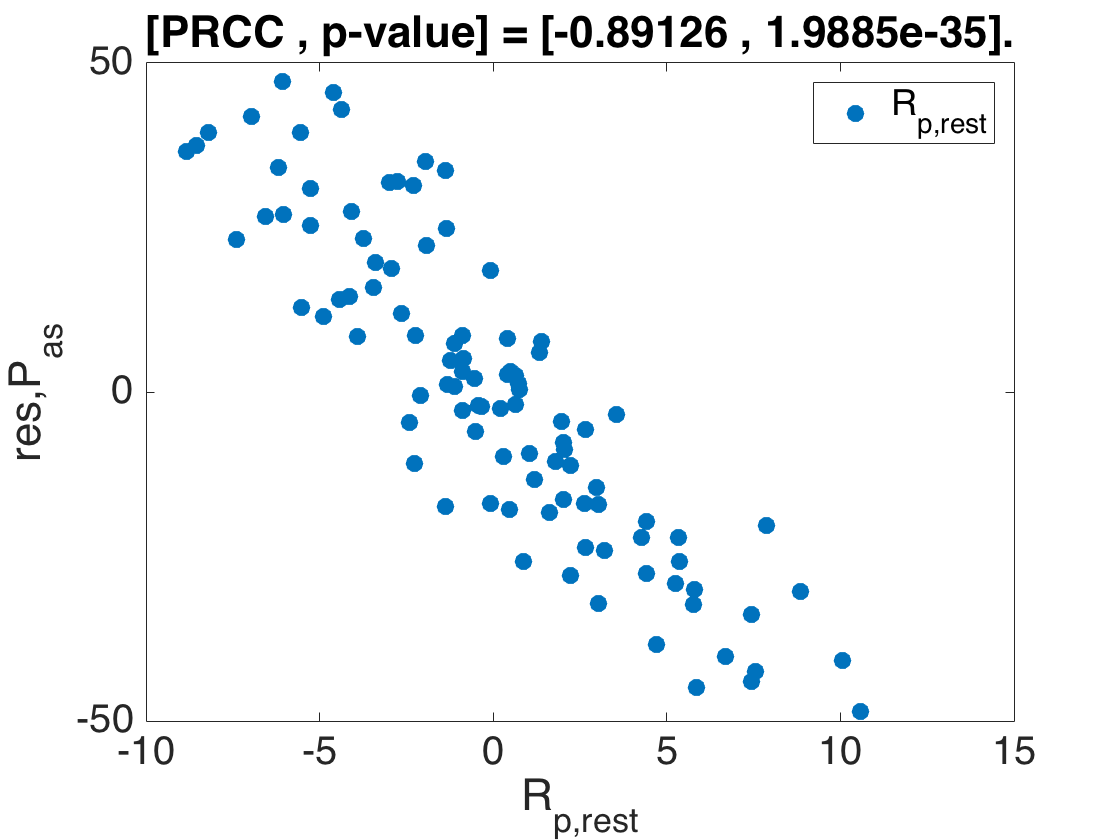 [PRCC , p-value] = [-0.89126 , 1.9885e-35].
50
0
-50
res,P_as
R_p,rest
-10 -5 0 5 10 15
R_p,rest